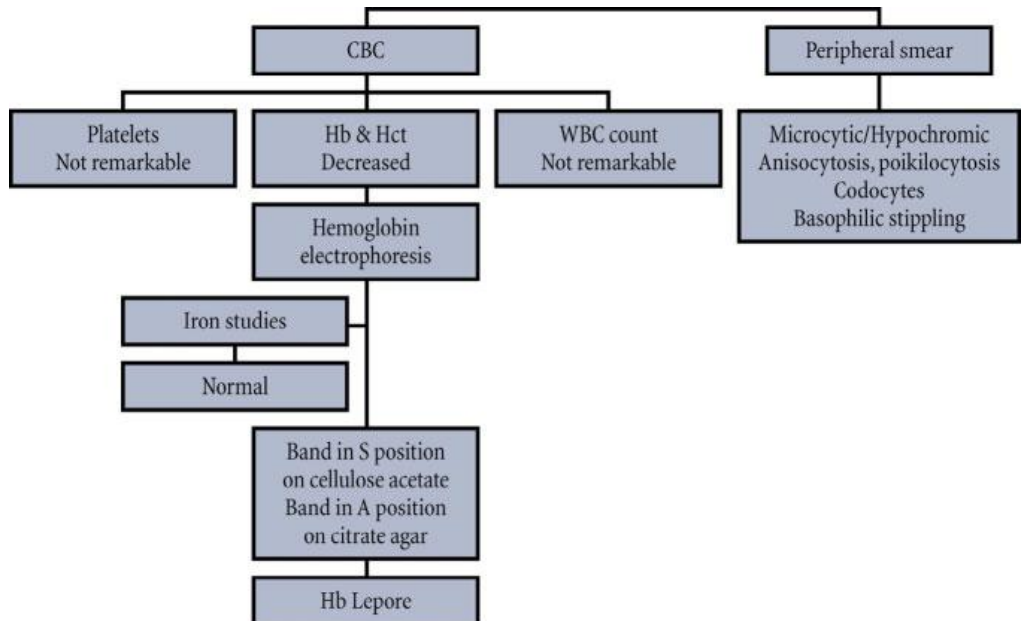 CBC
Peripheral smear
Platelets
Not remarkable
Hb & Hct
Decreased
WBC count
Not remarkable
Microcytic/Hypochromic
Anisocytosis, poikilocytosis
Codocytes
Basophilic stippling
Hemoglobin
electrophoresis
Iron studies
Normal
Band in S position
on cellulose acetate
Band in A position
on citrate agar
Hb Lepore